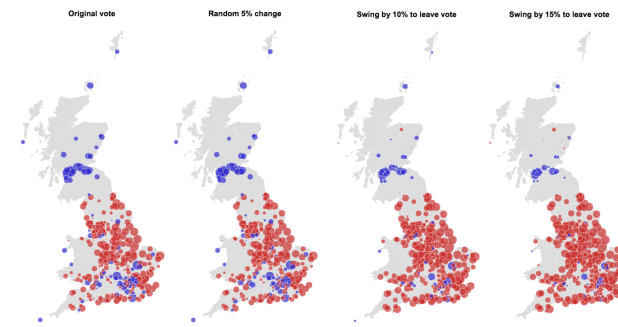 Original vote
Random 5% change
Swing by 10% to leave vote
Swing by 15% to leave vote